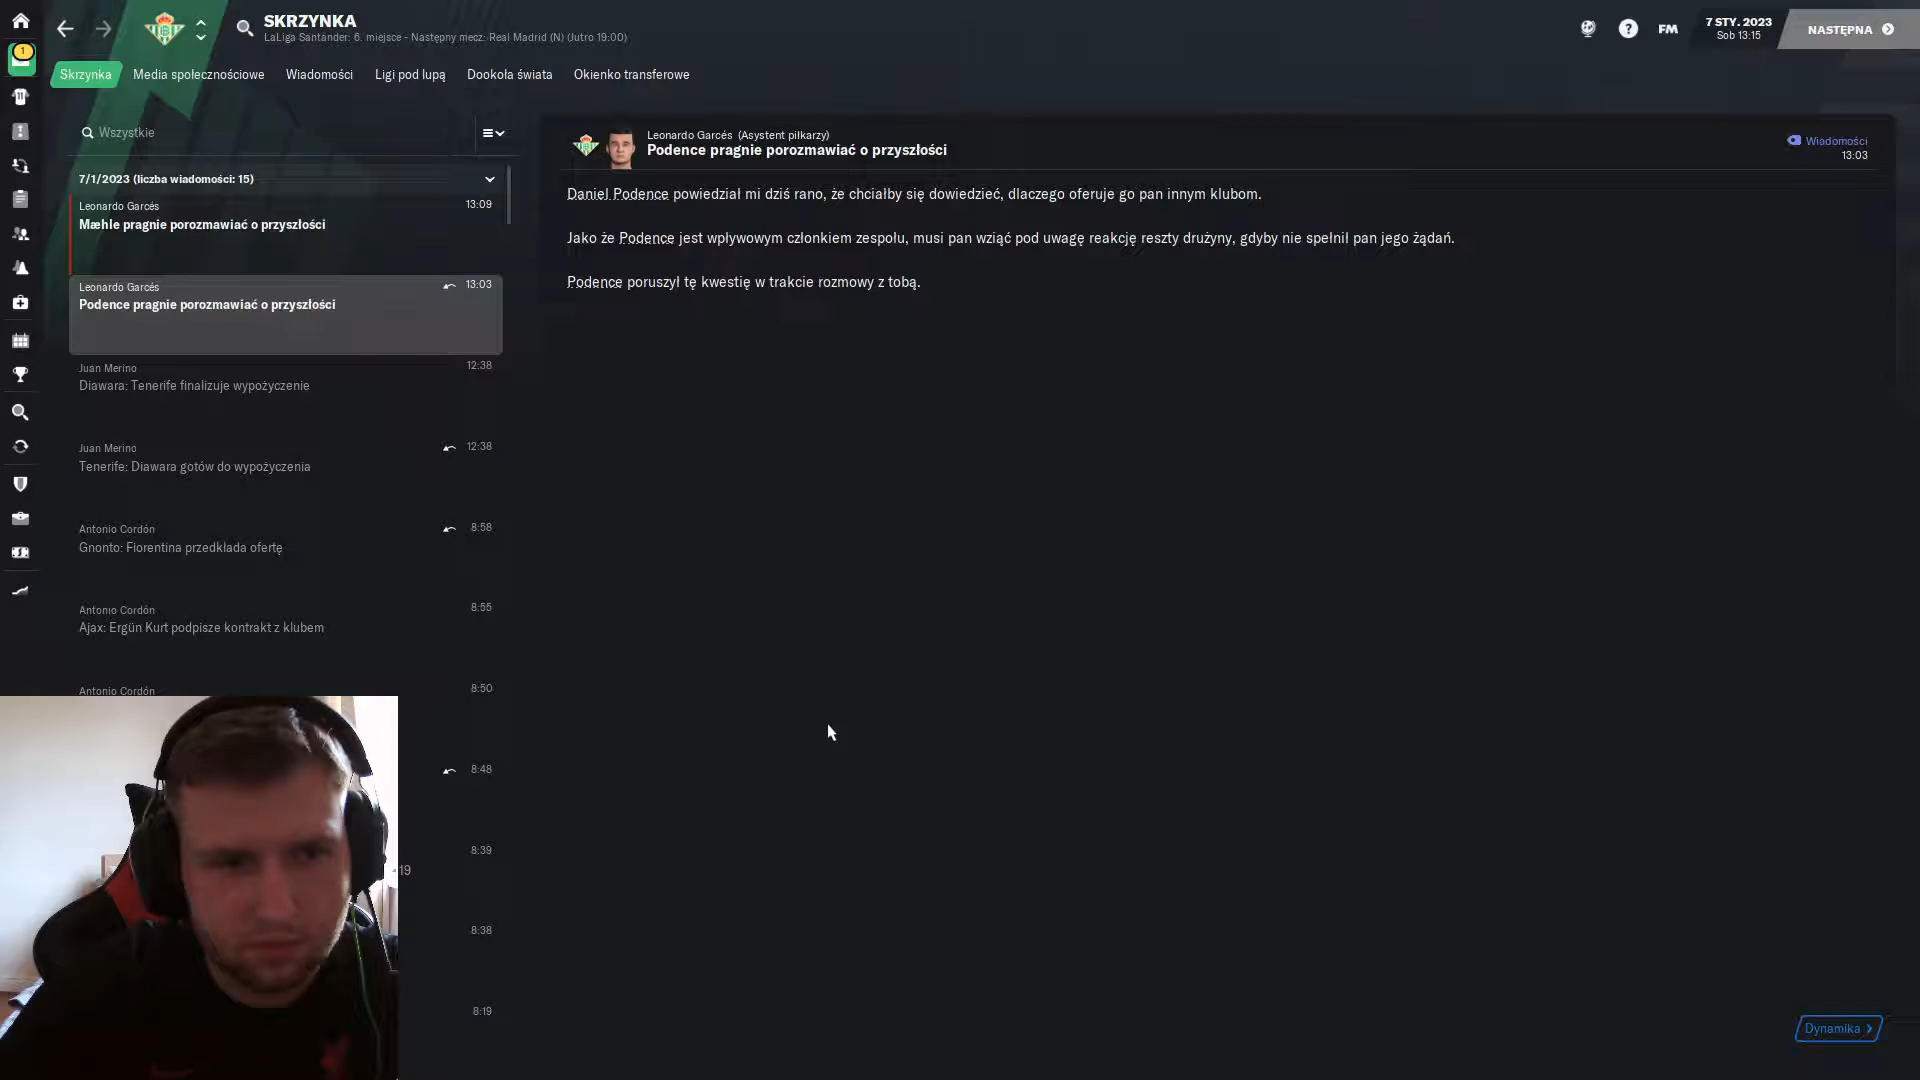 SKRZYNKA
LaLiga Santander: 6. miejsce - Następny mecz: Real Madrid (N) (Jutro 19:00)
1
FM
7 STY. 2023
Sob 13:15
NASTĘPNA
Skrzynka
Media społecznościowe
Wiadomości
Ligi pod lupą
Dookoła świata
Okienko transferowe
Wszystkie
7/1/2023 (liczba wiadomości: 15)
Leonardo Garcés
13:09
Mæhle pragnie porozmawiać o przyszłości
Leonardo Garcés
13:03
Podence pragnie porozmawiać o przyszłości
Juan Merino
12:38
Diawara: Tenerife finalizuje wypożyczenie
Juan Merino
12:38
Tenerife: Diawara gotów do wypożyczenia
Antonio Cordón
8:58
Gnonto: Fiorentina przedkłada ofertę
Antonio Cordón
8:55
Ajax: Ergün Kurt podpisze kontrakt z klubem
Antonio Cordón
8:50
8:48
8:39
19
8:38
8:19
Leonardo Garcés (Asystent piłkarzy)
Podence pragnie porozmawiać o przyszłości
Wiadomości
13:03
Daniel Podence powiedział mi dziś rano, że chciałby się dowiedzieć, dlaczego oferuje go pan innym klubom.
Jako że Podence jest wpływowym członkiem zespołu, musi pan wziąć pod uwagę reakcję reszty drużyny, gdyby nie spełnił pan jego żądań.
Podence poruszył tę kwestię w trakcie rozmowy z tobą.
Dynamika